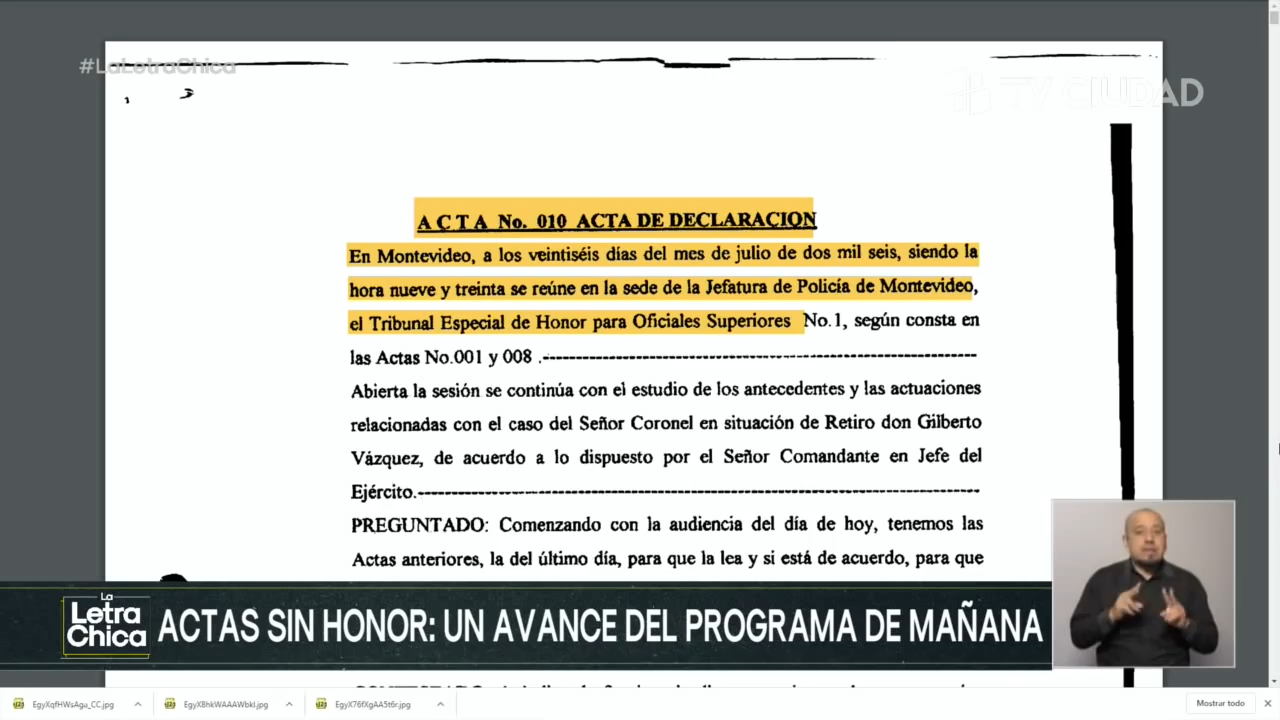 #LaLetraChica
TV CIUDAD
A C T A No. 010 ACTA DE DECLARACION
En Montevideo, a los veintiséis días del mes de julio de dos mil seis, siendo la
hora nueve y treinta se reúne en la sede de la Jefatura de Policía de Montevideo,
el Tribunal Especial de Honor para Oficiales Superiores No.1, según consta en
las Actas No.001 y 008 .------------------------------------------------------------------
Abierta la sesión se continúa con el estudio de los antecedentes y las actuaciones
relacionadas con el caso del Señor Coronel en situación de Retiro don Gilberto
Vázquez, de acuerdo a lo dispuesto por el Señor Comandante en Jefe del
Ejército.--------------------------------------------------------------------------------------
PREGUNTADO: Comenzando con la audiencia del día de hoy, tenemos las
Actas anteriores, la del último día, para que la lea y si está de acuerdo, para que
La
Letra
Chica
ACTAS SIN HONOR: UN AVANCE DEL PROGRAMA DE MAÑANA
EgyXqfHWsAgu_CC.jpg
EgyXBhkWAAAWbkl.jpg
EgyX76fXgAA5t6r.jpg
Mostrar todo